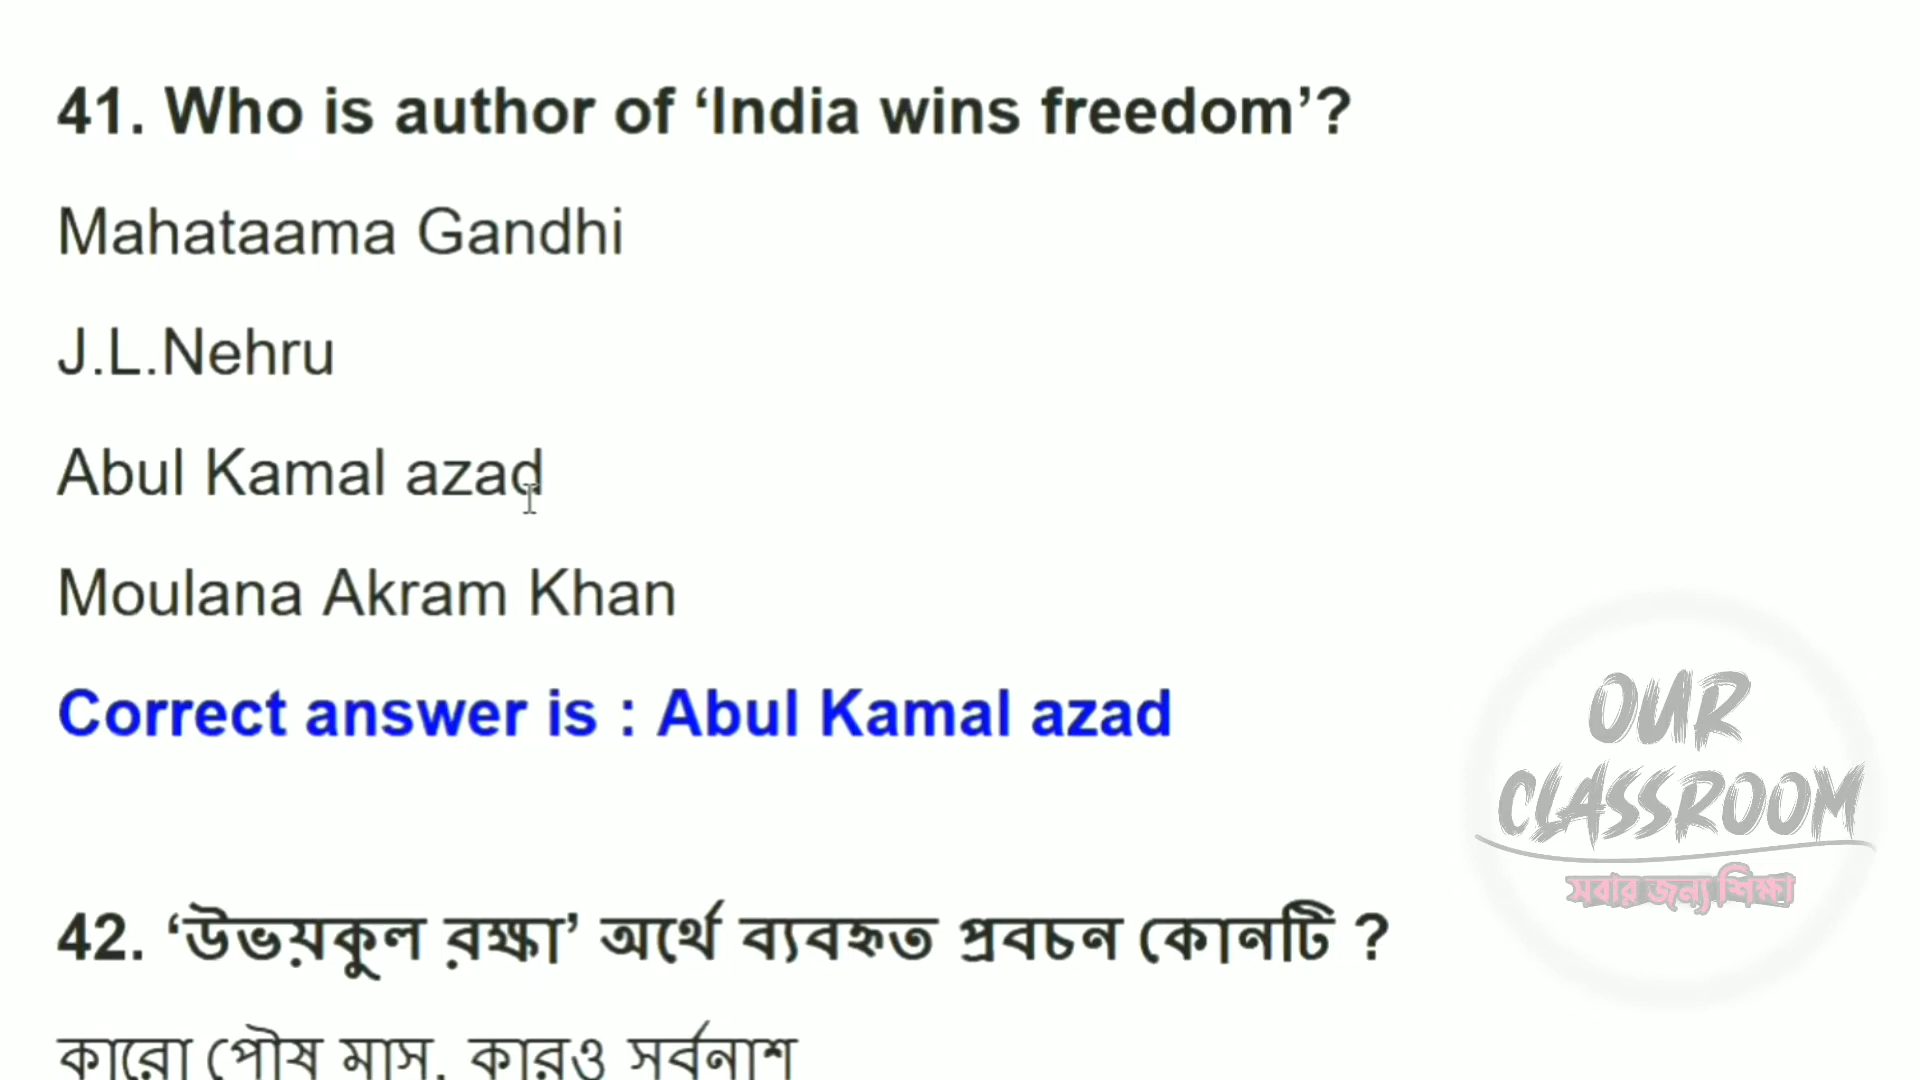 41. Who is author of ‘India wins freedom’?
Mahataama Gandhi
J.L.Nehru
Abul Kamal azad
Moulana Akram Khan
Correct answer is : Abul Kamal azad
OUR
CLASSROOM
সবার জন্য শিক্ষা
42. ‘উভয়কুল রক্ষা’ অর্থে ব্যবহৃত প্রবচন কোনটি ?
কারো পৌষ মাস, কারও সর্বনাশ